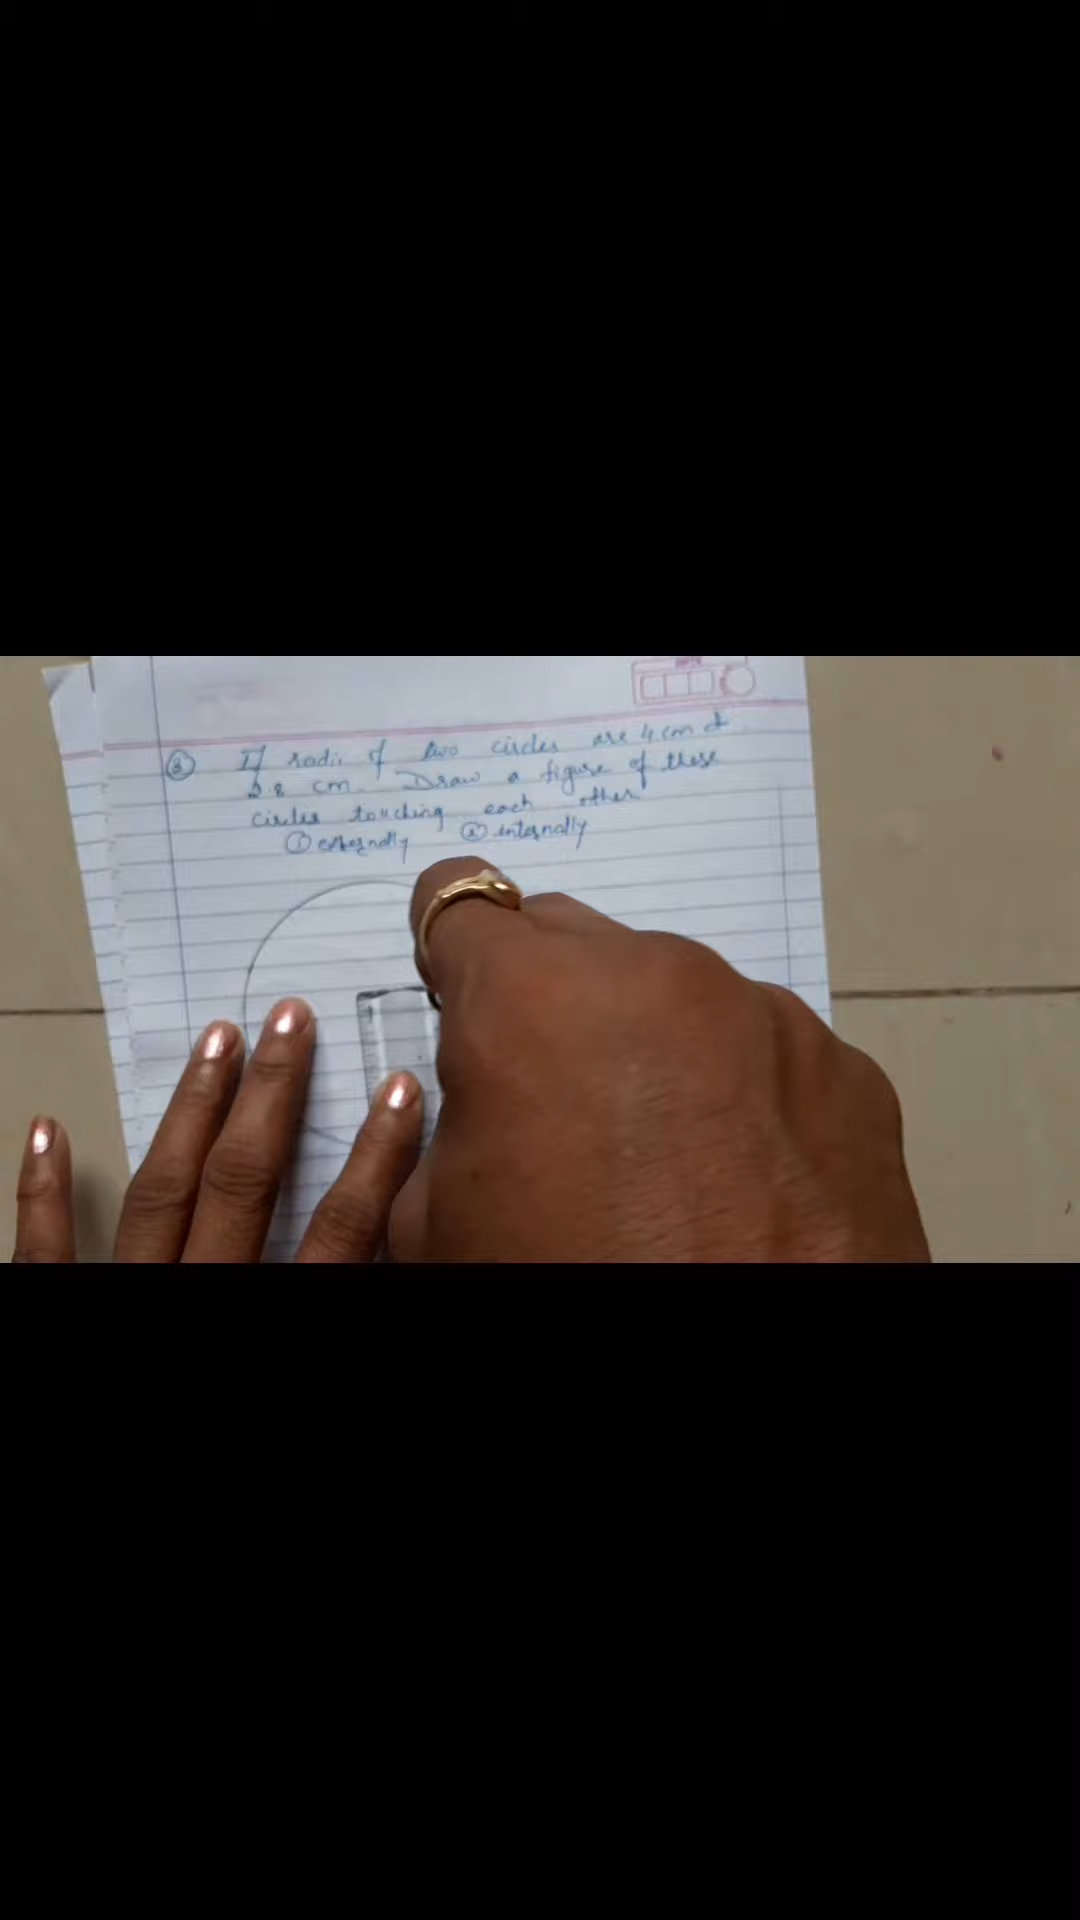 ③ If radii of two circles are 4 cm &
2.8 cm. Draw a figure of these
circles touching each other
① externally ② internally